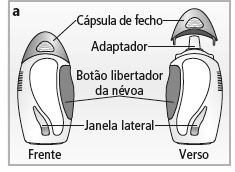 a
Cápsula de fecho
Adaptador
Botão libertador
da névoa
Janela lateral
Frente
Verso